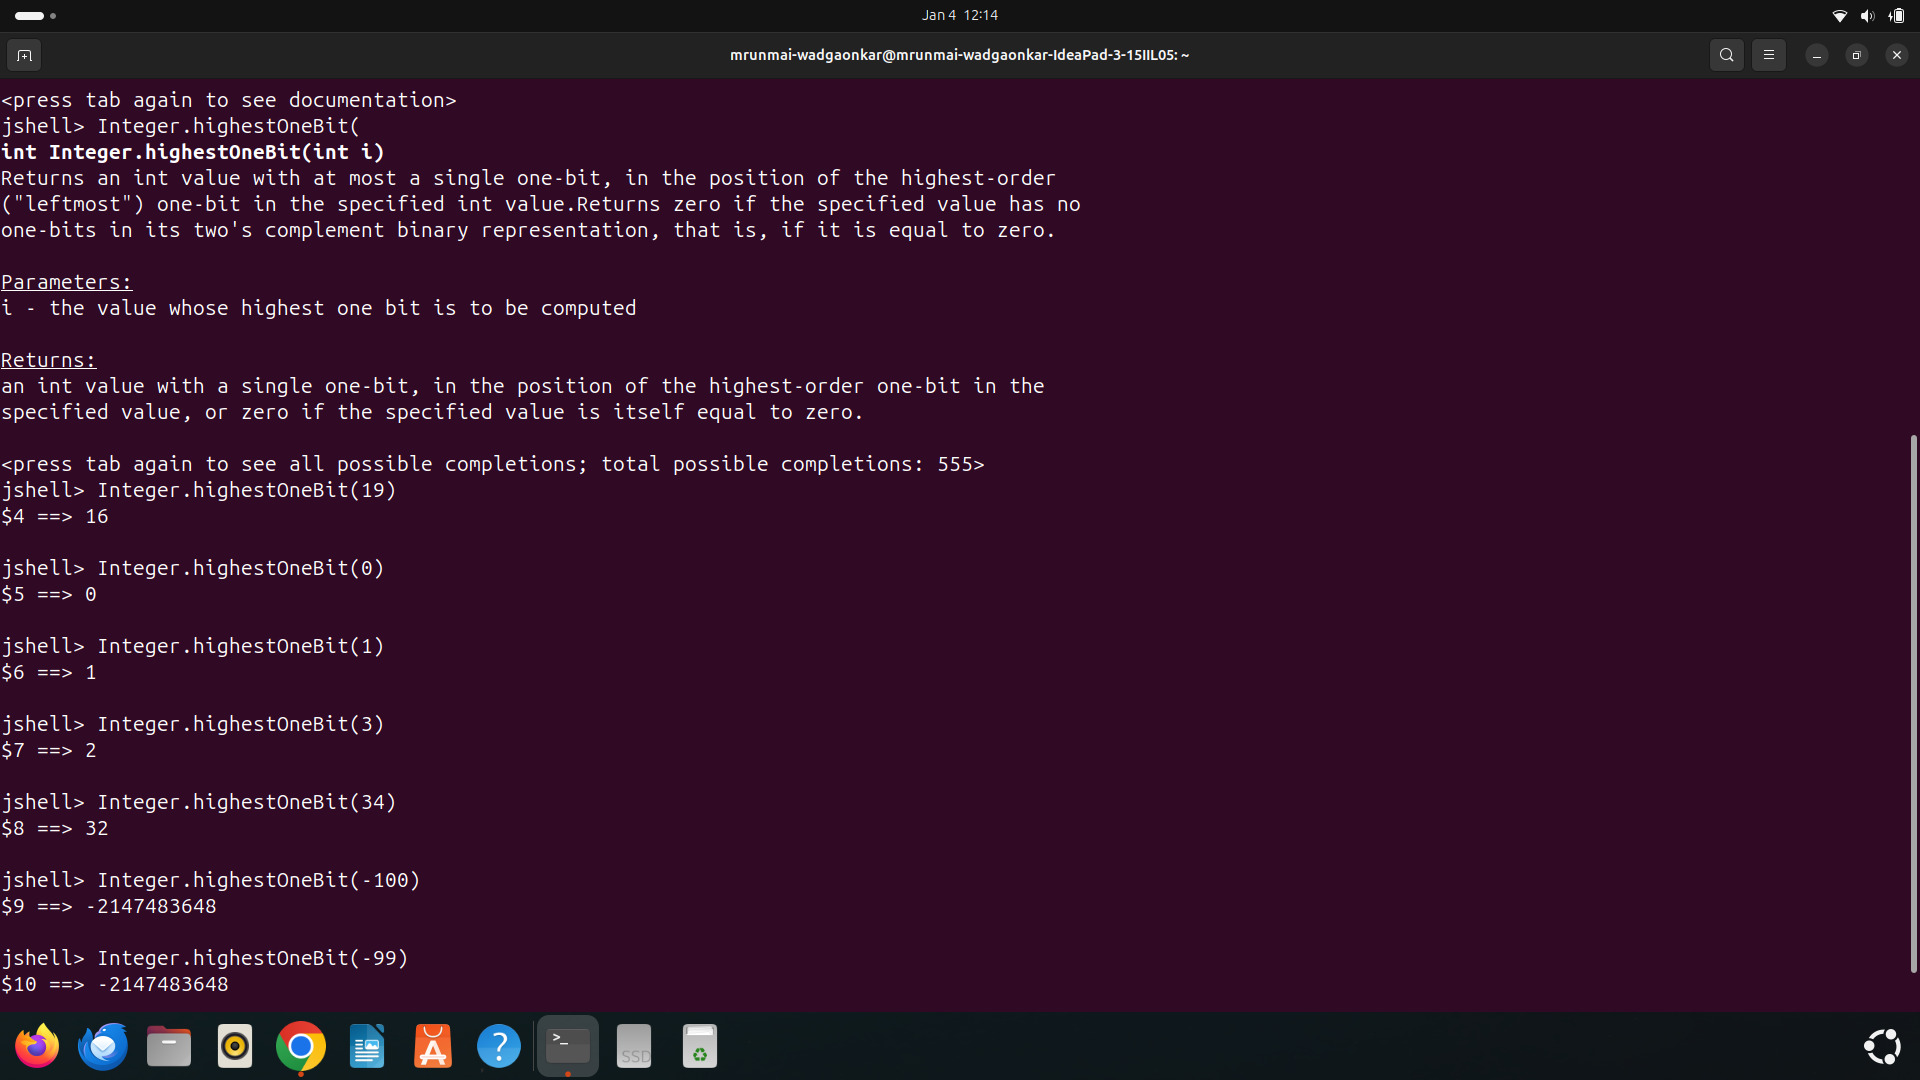 Jan 4 12:14
mrunmai-wadgaonkar@mrunmai-wadgaonkar-IdeaPad-3-15IIL05: ~
<press tab again to see documentation>
jshell> Integer.highestOneBit(
int Integer.highestOneBit(int i)
Returns an int value with at most a single one-bit, in the position of the highest-order
("leftmost") one-bit in the specified int value.Returns zero if the specified value has no
one-bits in its two's complement binary representation, that is, if it is equal to zero.
Parameters:
i - the value whose highest one bit is to be computed
Returns:
an int value with a single one-bit, in the position of the highest-order one-bit in the
specified value, or zero if the specified value is itself equal to zero.
<press tab again to see all possible completions; total possible completions: 555>
jshell> Integer.highestOneBit(19)
$4 ==> 16
jshell> Integer.highestOneBit(0)
$5 ==> 0
jshell> Integer.highestOneBit(1)
$6 ==> 1
jshell> Integer.highestOneBit(3)
$7 ==> 2
jshell> Integer.highestOneBit(34)
$8 ==> 32
jshell> Integer.highestOneBit(-100)
$9 ==> -2147483648
jshell> Integer.highestOneBit(-99)
$10 ==> -2147483648
SSD